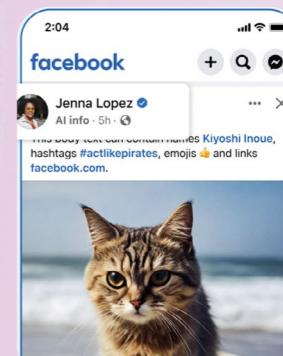 2:04
facebook
Jenna Lopez
AI info · 5h ·
This body text can contain names Kiyoshi Inoue,
hashtags #actlikepirates, emojis 👍 and links
facebook.com.